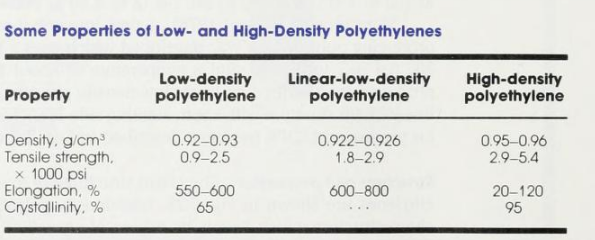 Some Properties of Low- and High-Density Polyethylenes
Low-density Linear-low-density High-density
Property polyethylene polyethylene polyethylene
Density, g/cm³ 0.92–0.93 0.922–0.926 0.95–0.96
Tensile strength, 0.9–2.5 1.8–2.9 2.9–5.4
× 1000 psi
Elongation, % 550–600 600–800 20–120
Crystallinity, % 65 . . . 95